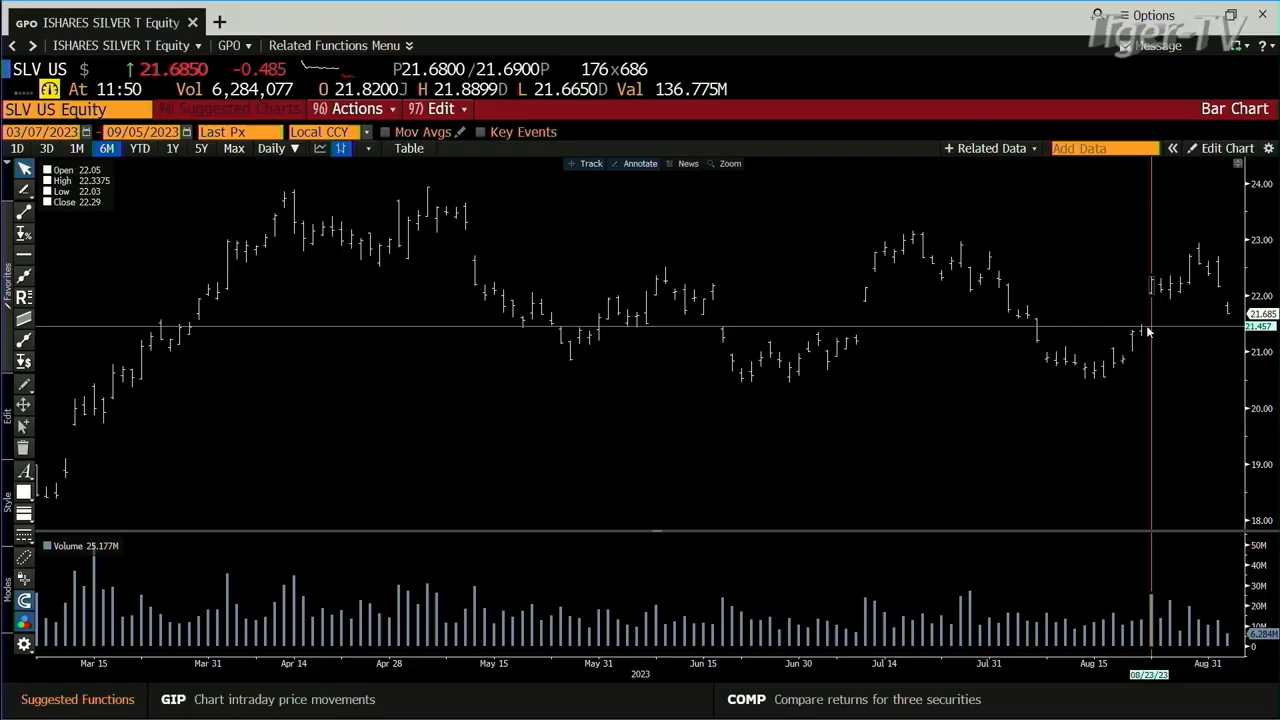 GPO ISHARES SILVER T Equity × + Options
Tiger-TV
< > ISHARES SILVER T Equity GPO Related Functions Menu Message ?
SLV US $ ↑ 21.6850 -0.485 P21.6800 /21.6900P 176x686
At 11:50 Vol 6,284,077 O 21.8200J H 21.8899D L 21.6650D Val 136.775M
SLV US Equity 96) Suggested Charts 96) Actions 97) Edit Bar Chart
03/07/2023 - 09/05/2023 Last Px Local CCY Mov Avgs Key Events
1D 3D 1M 6M YTD 1Y 5Y Max Daily ▼ Table + Related Data Add Data « Edit Chart
Track Annotate News Zoom
Open 22.05
High 22.3375
Low 22.03
Close 22.29
24.00
23.00
22.00
21.685
21.457
21.00
20.00
19.00
18.00
Favorites
Edit
Style
Modes
Volume 25.177M
50M
40M
30M
20M
10M
6.284M
0
Mar 15 Mar 31 Apr 14 Apr 28 May 15 May 31 Jun 15 Jun 30 Jul 14 Jul 31 Aug 15 Aug 31
2023 08/23/23
Suggested Functions GIP Chart intraday price movements COMP Compare returns for three securities